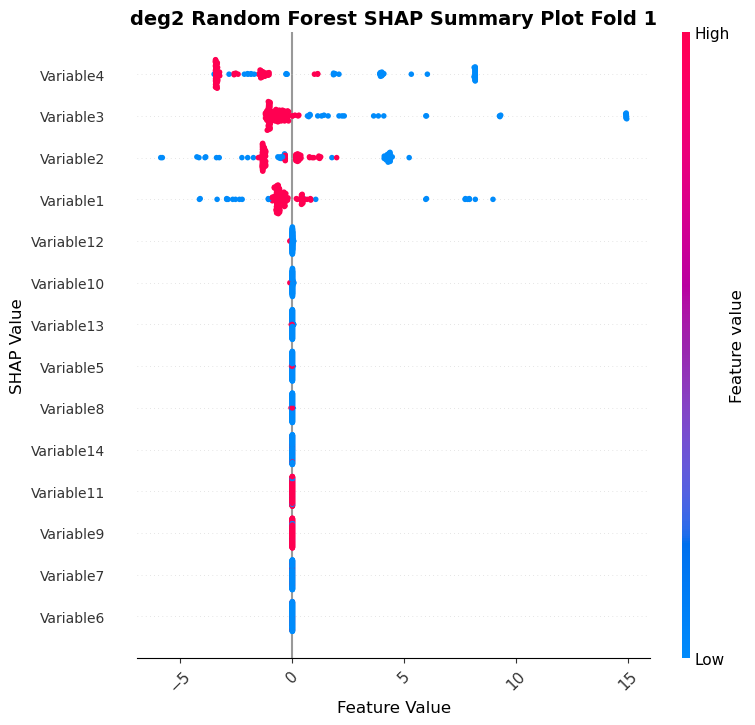 deg2 Random Forest SHAP Summary Plot Fold 1
High
Variable4
Variable3
Variable2
Variable1
Variable12
Variable10
Variable13
Variable5
Variable8
Variable14
Variable11
Variable9
Variable7
Variable6
SHAP Value
Feature value
Low
−5
0
5
10
15
Feature Value